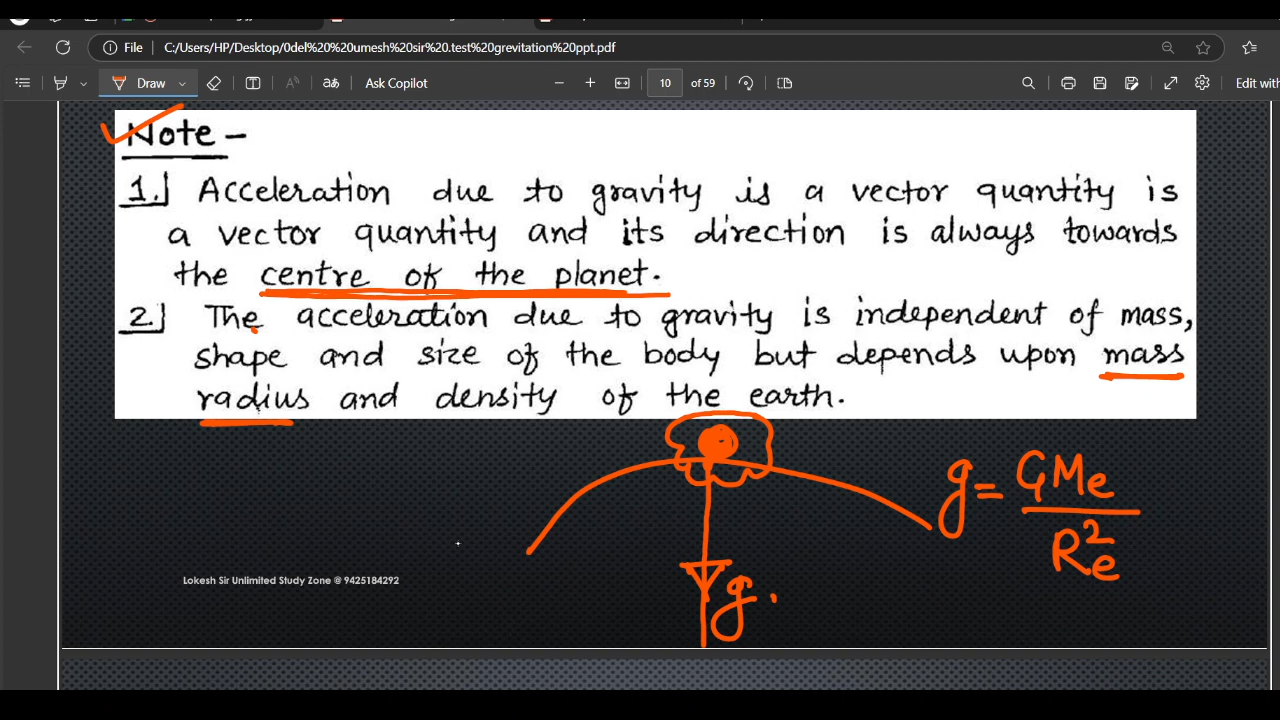 File
C:/Users/HP/Desktop/0del%20%20umesh%20sir%20.test%20grevitation%20ppt.pdf
Draw
aあ
Ask Copilot
10 of 59
Edit with
Note -
1.] Acceleration due to gravity is a vector quantity is
a vector quantity and its direction is always towards
the centre of the planet.
2.] The acceleration due to gravity is independent of mass,
shape and size of the body but depends upon mass
radius and density of the earth.
g = GMe
R²e
g.
Lokesh Sir Unlimited Study Zone @ 9425184292